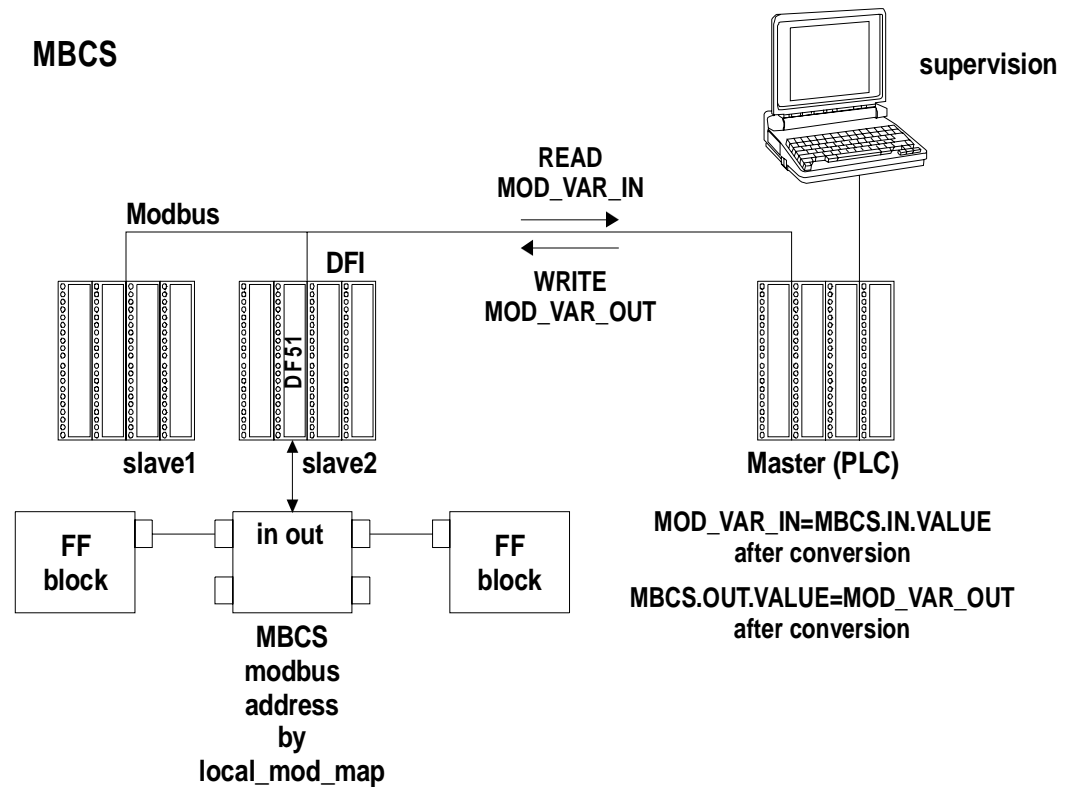 MBCS
supervision
READ
MOD_VAR_IN
Modbus
DFI
WRITE
MOD_VAR_OUT
DF51
slave1
slave2
Master (PLC)
FF
block
in out
FF
block
MOD_VAR_IN=MBCS.IN.VALUE
after conversion
MBCS.OUT.VALUE=MOD_VAR_OUT
after conversion
MBCS
modbus
address
by
local_mod_map